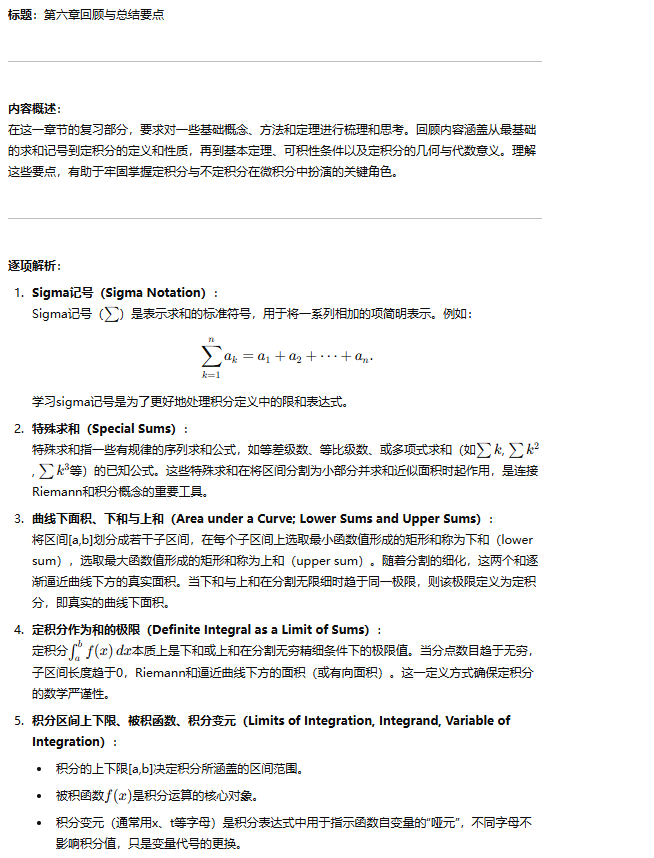 标题：第六章回顾与总结要点
内容概述：
在这一章节的复习部分，要求对一些基础概念、方法和定理进行梳理和思考。回顾内容涵盖从最基础
的求和记号到定积分的定义和性质，再到基本定理、可积性条件以及定积分的几何与代数意义。理解
这些要点，有助于牢固掌握定积分与不定积分在微积分中扮演的关键角色。
逐项解析：
1. Sigma记号（Sigma Notation）：
Sigma记号（∑）是表示求和的标准符号，用于将一系列相加的项简明表示。例如：
$$\sum_{k=1}^{n} a_k = a_1 + a_2 + \cdots + a_n.$$
学习sigma记号是为了更好地处理积分定义中的限和表达式。
2. 特殊求和（Special Sums）：
特殊求和指一些有规律的序列求和公式，如等差级数、等比级数、或多项式求和（如$\sum k$, $\sum k^2$
, $\sum k^3$等）的已知公式。这些特殊求和在将区间分割为小部分并求和近似面积时起作用，是连接
Riemann和积分概念的重要工具。
3. 曲线下面积、下和与上和（Area under a Curve; Lower Sums and Upper Sums）：
将区间[a,b]划分成若干子区间，在每个子区间上选取最小函数值形成的矩形和称为下和（lower
sum），选取最大函数值形成的矩形和称为上和（upper sum）。随着分割的细化，这两个和逐
渐逼近曲线下方的真实面积。当下和与上和在分割无限细时趋于同一极限，则该极限定义为定积
分，即真实的曲线下面积。
4. 定积分作为和的极限（Definite Integral as a Limit of Sums）：
定积分$\int_a^b f(x)\,dx$本质上是下和或上和在分割无穷精细条件下的极限值。当分点数目趋于无穷，
子区间长度趋于0，Riemann和逼近曲线下方的面积（或有向面积）。这一定义方式确保定积分
的数学严谨性。
5. 积分区间上下限、被积函数、积分变元（Limits of Integration, Integrand, Variable of
Integration）：
• 积分的上下限[a,b]决定积分所涵盖的区间范围。
• 被积函数$f(x)$是积分运算的核心对象。
• 积分变元（通常用x、t等字母）是积分表达式中用于指示函数自变量的“哑元”，不同字母不
影响积分值，只是变量代号的更换。